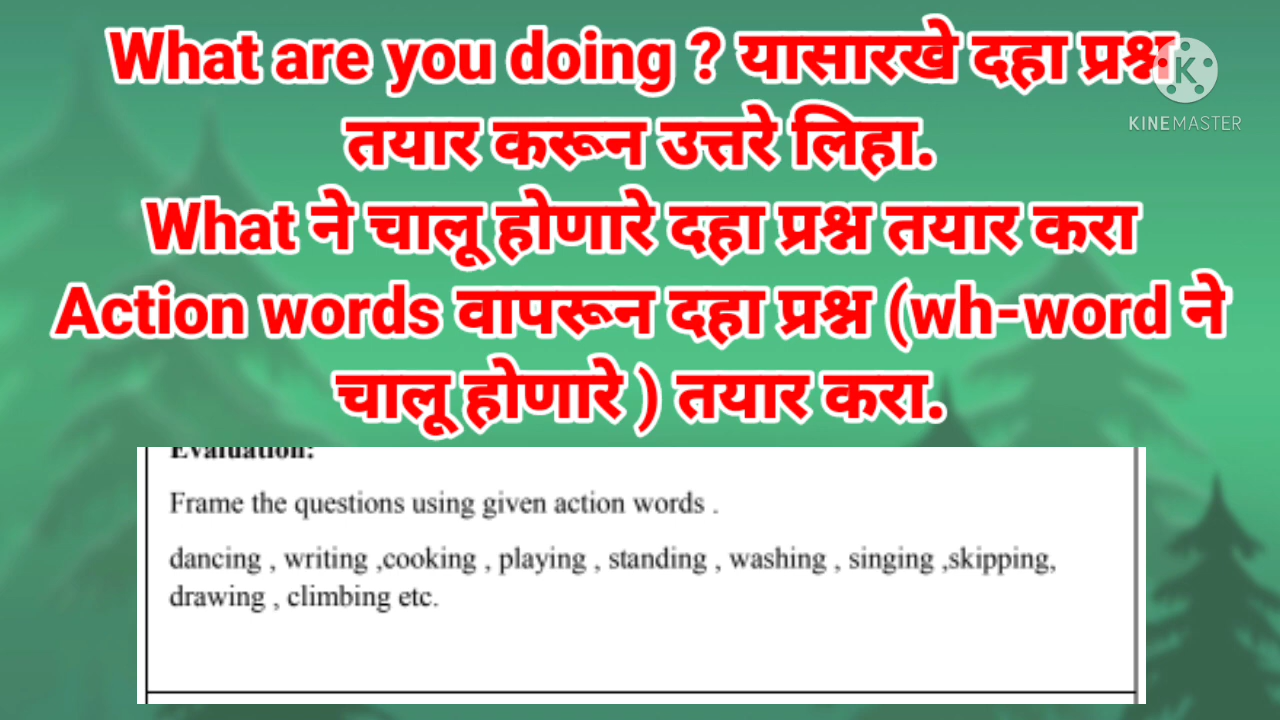 What are you doing ? यासारखे दहा प्रश्न
KINEMASTER
तयार करून उत्तरे लिहा.
What ने चालू होणारे दहा प्रश्न तयार करा
Action words वापरून दहा प्रश्न (wh-word ने
चालू होणारे ) तयार करा.
Evaluation:
Frame the questions using given action words .
dancing , writing ,cooking , playing , standing , washing , singing ,skipping,
drawing , climbing etc.